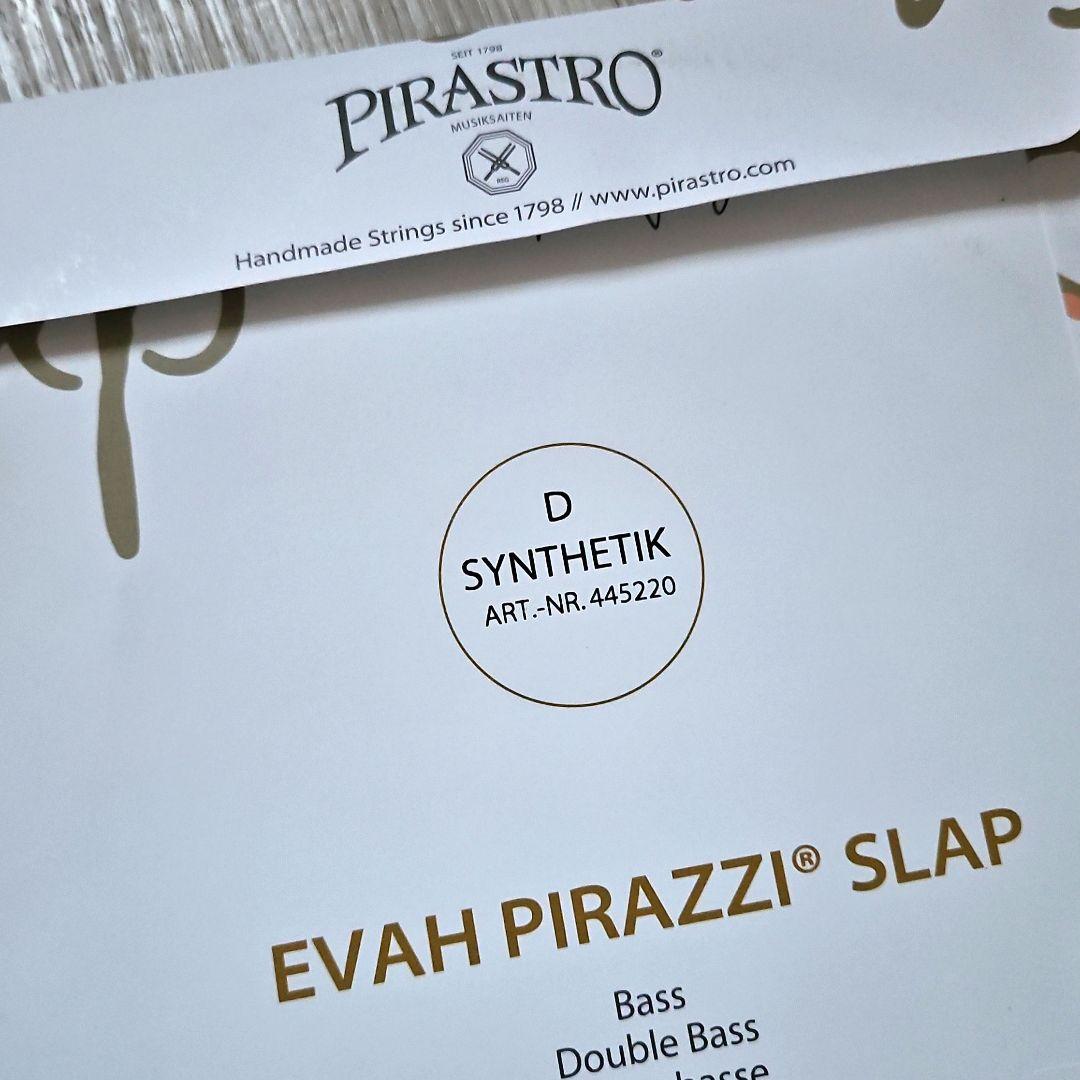 SEIT 1798
PIRASTRO®
MUSIKSAITEN
REG
Handmade Strings since 1798 // www.pirastro.com
D
SYNTHETIK
ART.-NR. 445220
EVAH PIRAZZI® SLAP
Bass
Double Bass